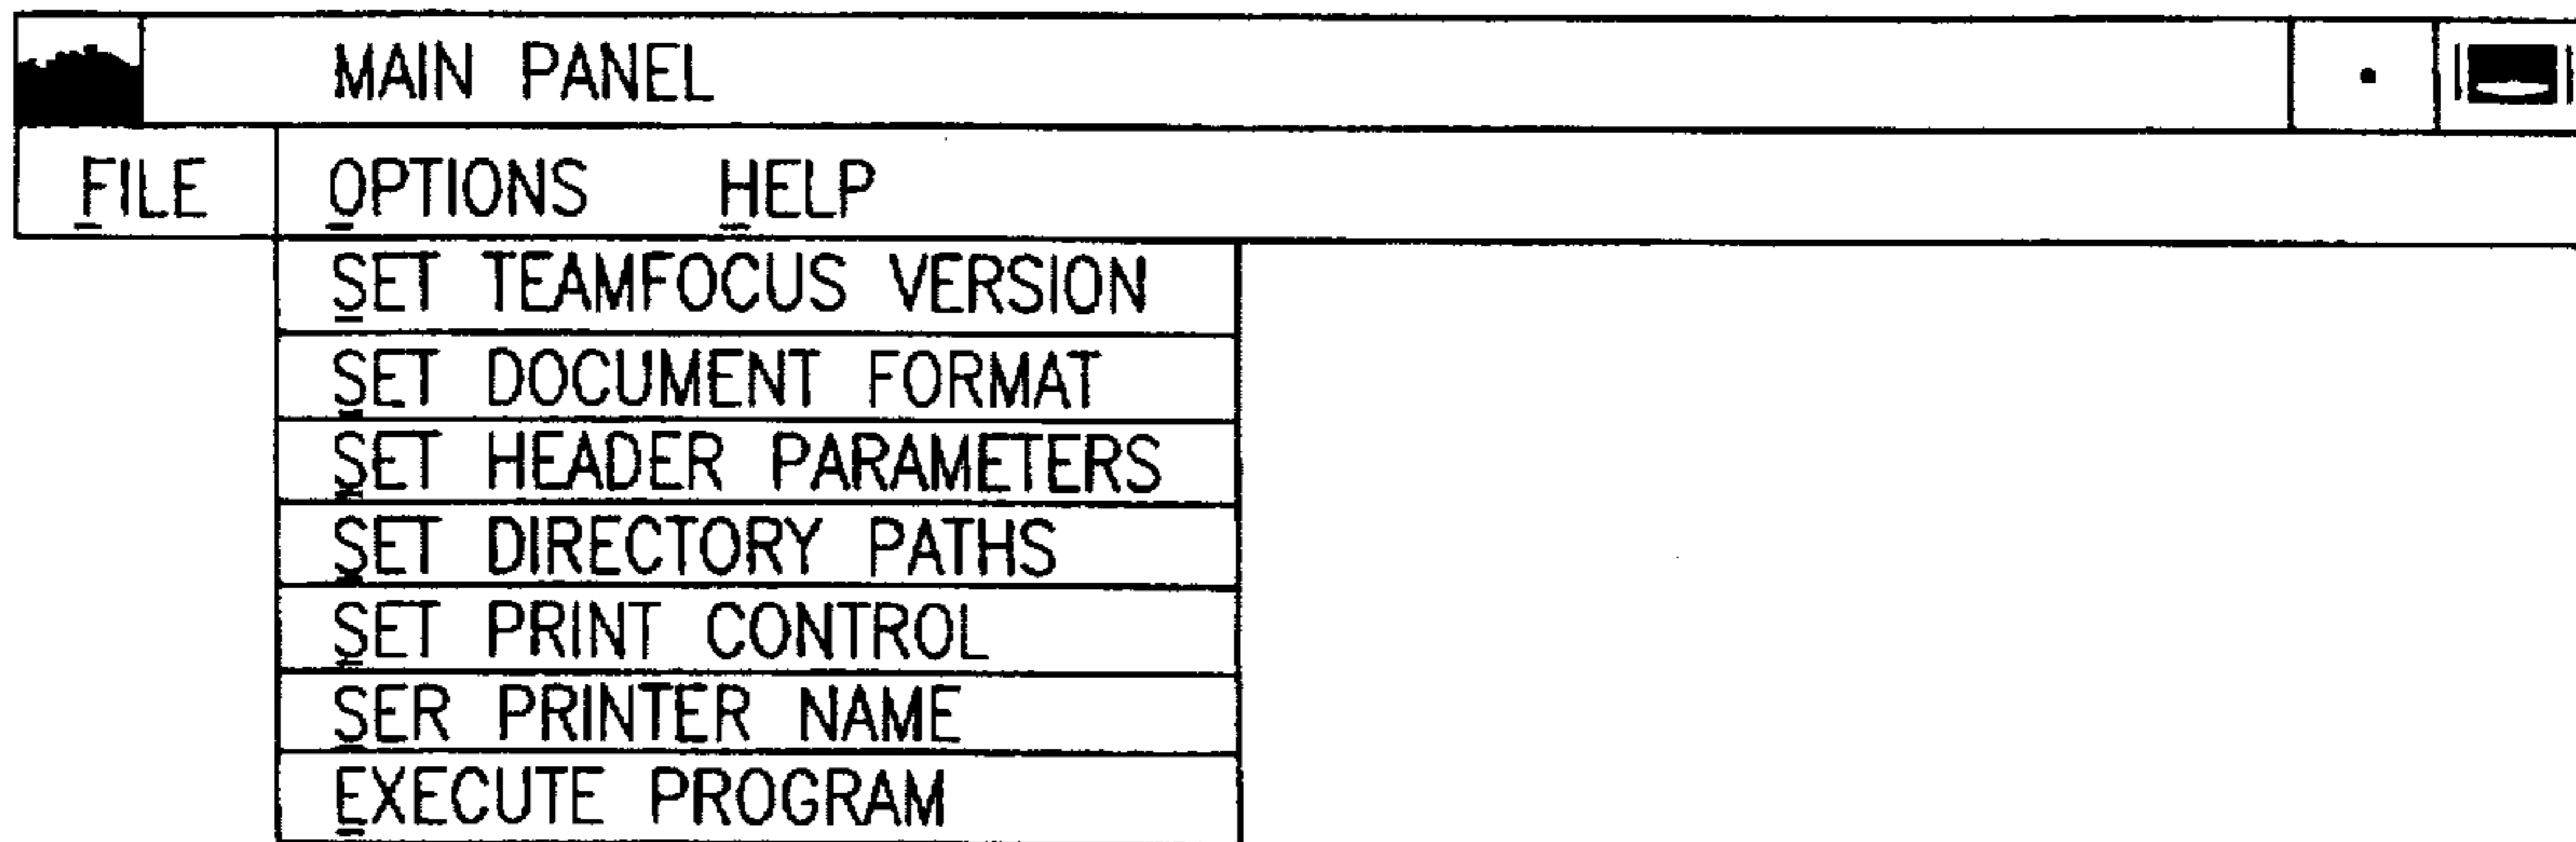 MAIN PANEL
FILE OPTIONS HELP
SET TEAMFOCUS VERSION
SET DOCUMENT FORMAT
SET HEADER PARAMETERS
SET DIRECTORY PATHS
SET PRINT CONTROL
SER PRINTER NAME
EXECUTE PROGRAM